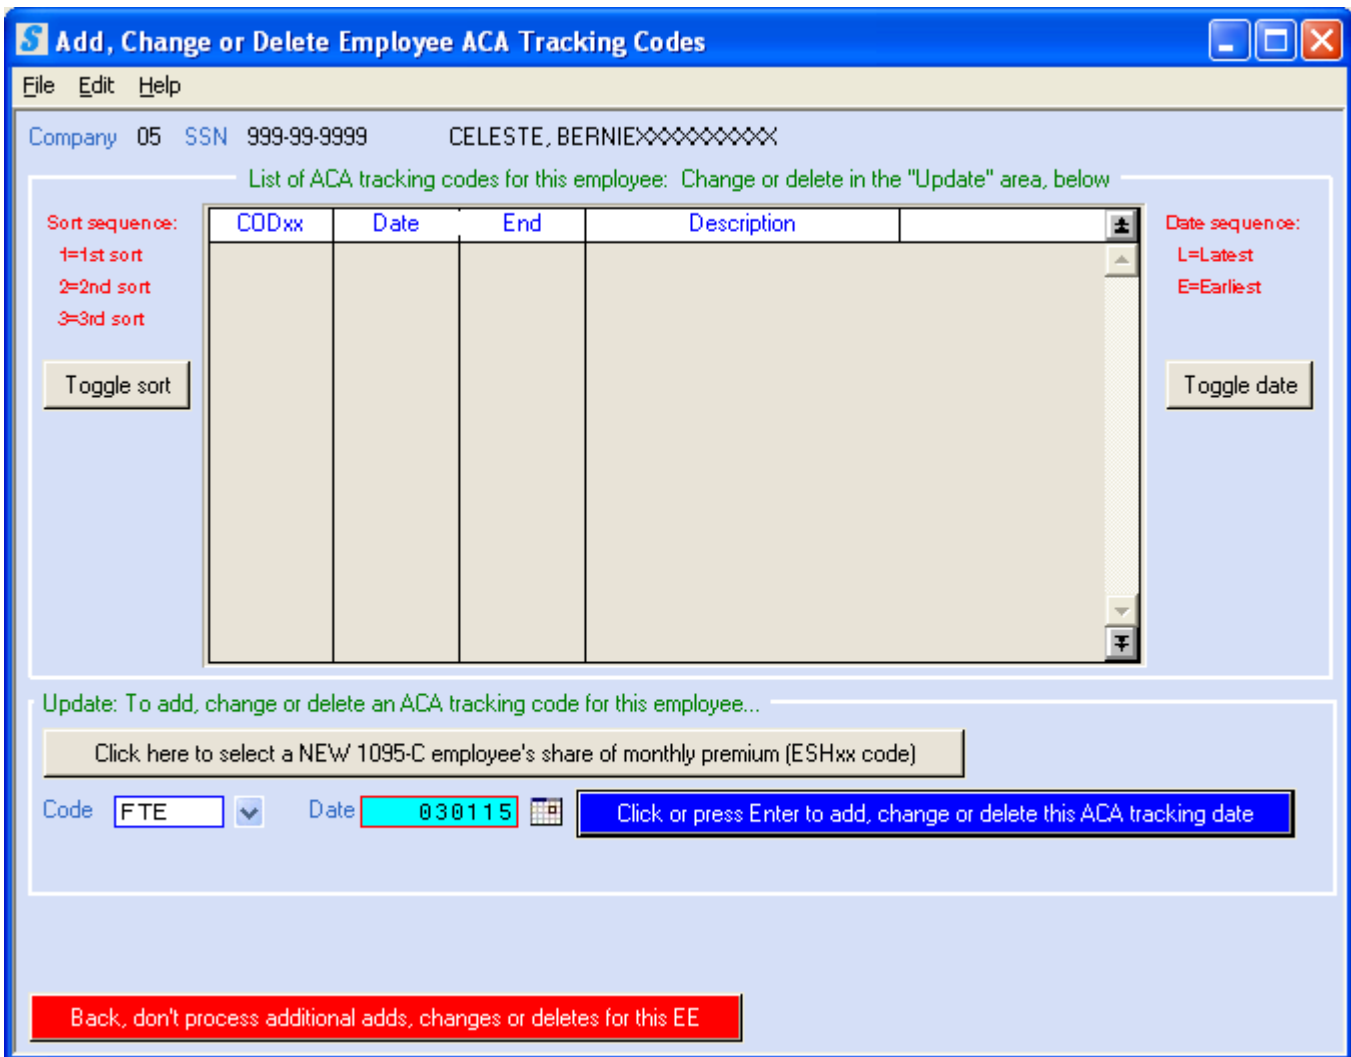 S Add, Change or Delete Employee ACA Tracking Codes
File Edit Help
Company 05 SSN 999-99-9999 CELESTE, BERNIEXXXXXXXXXX
List of ACA tracking codes for this employee: Change or delete in the "Update" area, below
Sort sequence:
1=1st sort
2=2nd sort
3=3rd sort
Toggle sort
CODxx Date End Description
Date sequence:
L=Latest
E=Earliest
Toggle date
Update: To add, change or delete an ACA tracking code for this employee...
Click here to select a NEW 1095-C employee's share of monthly premium (ESHxx code)
Code FTE Date 030115 Click or press Enter to add, change or delete this ACA tracking date
Back, don't process additional adds, changes or deletes for this EE